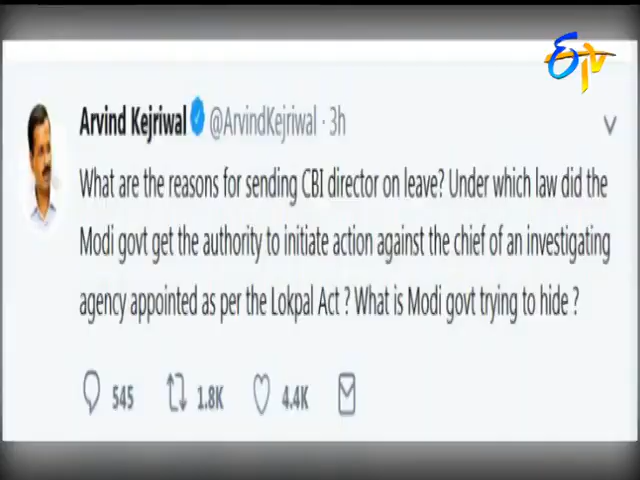 ETV
Arvind Kejriwal @ArvindKejriwal · 3h
What are the reasons for sending CBI director on leave? Under which law did the
Modi govt get the authority to initiate action against the chief of an investigating
agency appointed as per the Lokpal Act ? What is Modi govt trying to hide ?
545 1.8K 4.4K